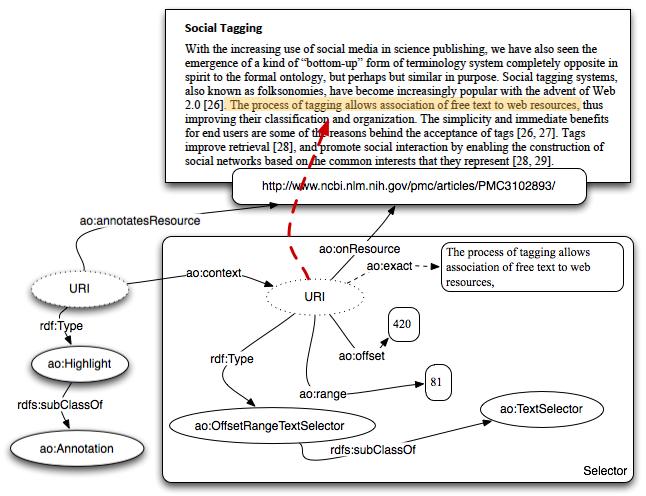 Social Tagging
With the increasing use of social media in science publishing, we have also seen the
emergence of a kind of “bottom-up” form of terminology system completely opposite in
spirit to the formal ontology, but perhaps but similar in purpose. Social tagging systems,
also known as folksonomies, have become increasingly popular with the advent of Web
2.0 [26]. The process of tagging allows association of free text to web resources, thus
improving their classification and organization. The simplicity and immediate benefits
for end users are some of the reasons behind the acceptance of tags [26, 27]. Tags
improve retrieval [28], and promote social interaction by enabling the construction of
social networks based on the common interests that they represent [28, 29].
http://www.ncbi.nlm.nih.gov/pmc/articles/PMC3102893/
ao:annotatesResource
ao:onResource
ao:exact
The process of tagging allows
association of free text to web
resources,
ao:context
URI
URI
rdf:Type
420
ao:offset
ao:Highlight
rdf:Type
ao:range
81
rdfs:subClassOf
ao:OffsetRangeTextSelector
ao:TextSelector
ao:Annotation
rdfs:subClassOf
Selector